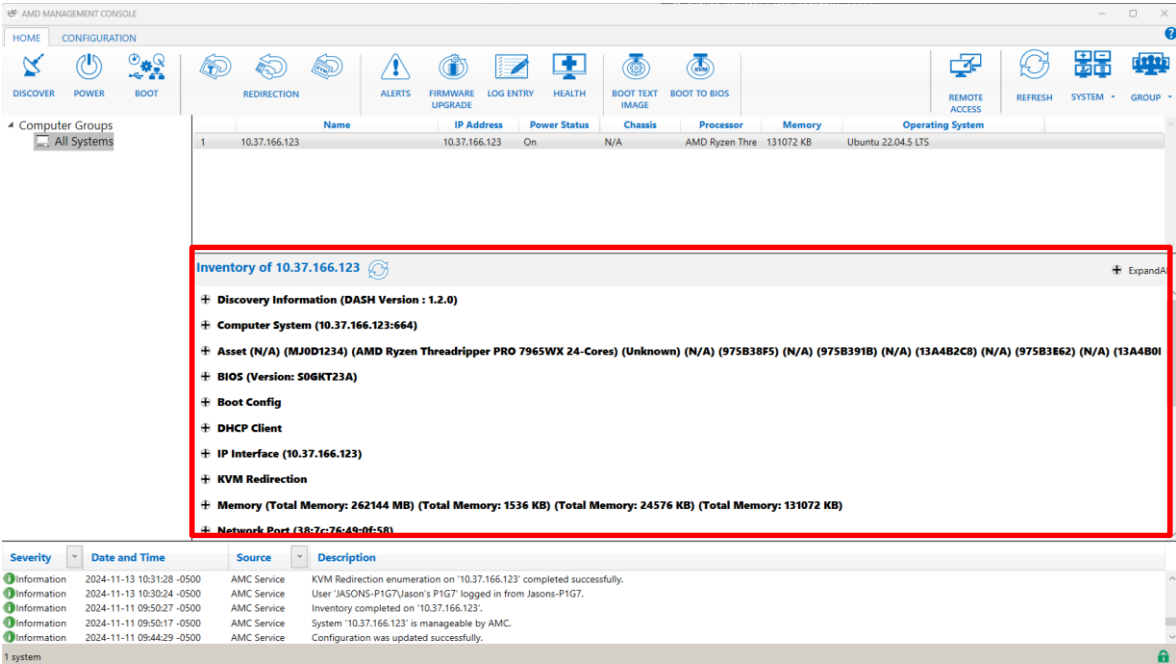 AMD MANAGEMENT CONSOLE
HOME CONFIGURATION
DISCOVER POWER BOOT REDIRECTION ALERTS FIRMWARE UPGRADE LOG ENTRY HEALTH BOOT TEXT IMAGE BOOT TO BIOS REMOTE ACCESS REFRESH SYSTEM GROUP
Computer Groups
All Systems
Name IP Address Power Status Chassis Processor Memory Operating System
1 10.37.166.123 10.37.166.123 On N/A AMD Ryzen Thre 131072 KB Ubuntu 22.04.5 LTS
Inventory of 10.37.166.123
ExpandAl
Discovery Information (DASH Version : 1.2.0)
Computer System (10.37.166.123:664)
Asset (N/A) (MJ0D1234) (AMD Ryzen Threadripper PRO 7965WX 24-Cores) (Unknown) (N/A) (975B38F5) (N/A) (975B391B) (N/A) (13A4B2C8) (N/A) (975B3E62) (N/A) (13A4B0
BIOS (Version: S0GKT23A)
Boot Config
DHCP Client
IP Interface (10.37.166.123)
KVM Redirection
Memory (Total Memory: 262144 MB) (Total Memory: 1536 KB) (Total Memory: 24576 KB) (Total Memory: 131072 KB)
Network Port (38:7c:76:49:0f:58)
Severity Date and Time Source Description
Information 2024-11-13 10:31:28 -0500 AMC Service KVM Redirection enumeration on '10.37.166.123' completed successfully.
Information 2024-11-13 10:30:24 -0500 AMC Service User 'JASONS-P1G7\Jason's P1G7' logged in from Jasons-P1G7.
Information 2024-11-11 09:50:27 -0500 AMC Service Inventory completed on '10.37.166.123'.
Information 2024-11-11 09:50:17 -0500 AMC Service System '10.37.166.123' is manageable by AMC.
Information 2024-11-11 09:44:29 -0500 AMC Service Configuration was updated successfully.
1 system